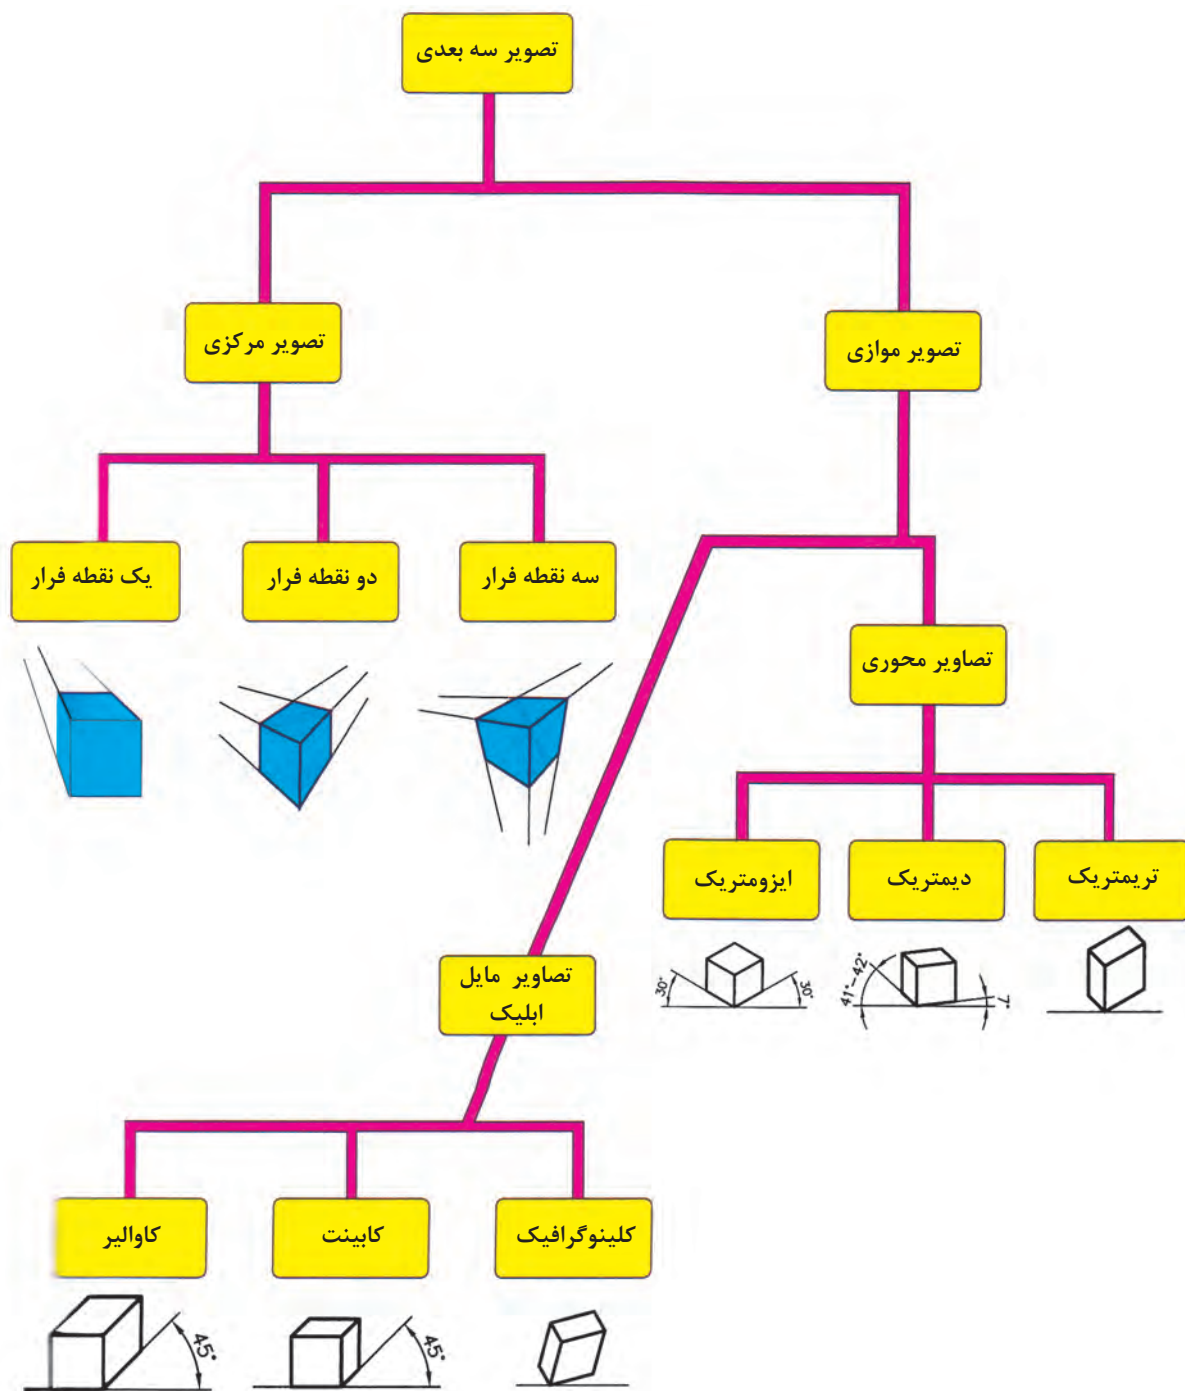 تصویر سه بعدی
تصویر موازی
تصویر مرکزی
سه نقطه فرار
دو نقطه فرار
یک نقطه فرار
تصاویر محوری
تریمتریک
دیمتریک
ایزومتریک
7°
41°–42°
30°
30°
تصاویر مایل
ابلیک
کلینوگرافیک
کابینت
کاوالیر
45°
45°